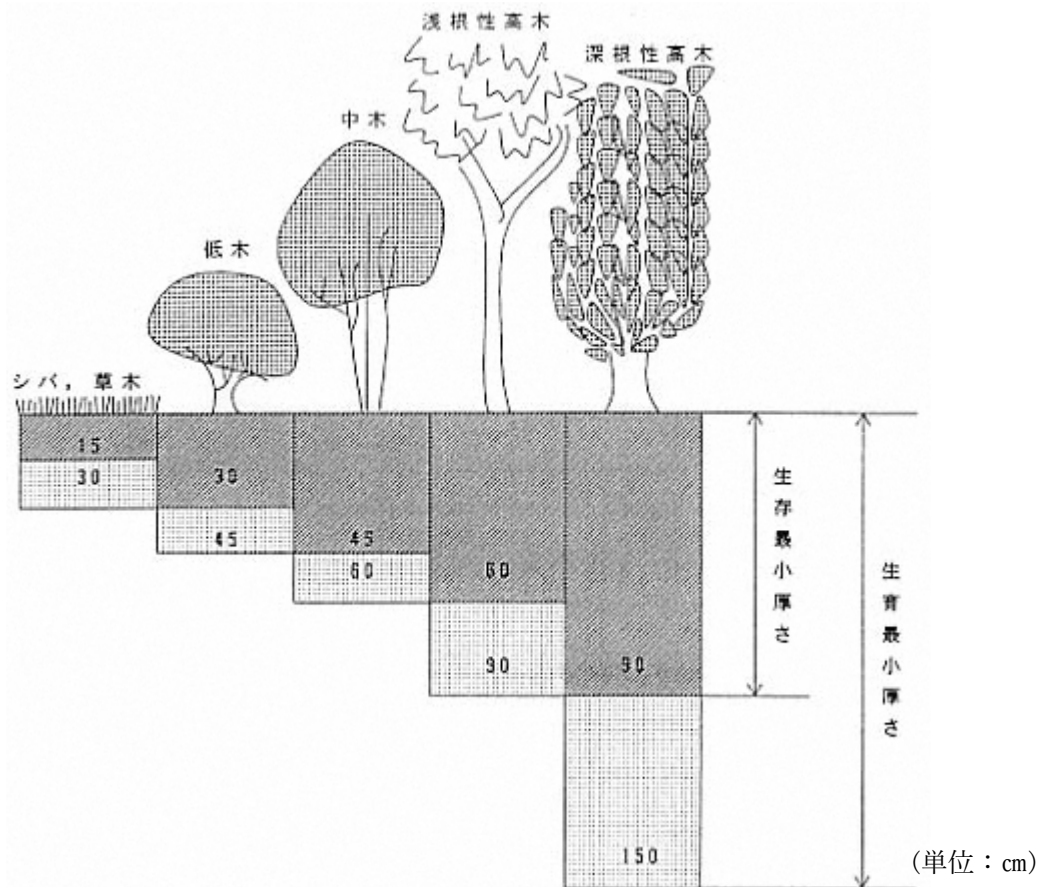 浅根性高木
深根性高木
中木
低木
シバ，草木
15
30
30
45
45
60
60
90
90
150
生存最小厚さ
生育最小厚さ
(単位：㎝)